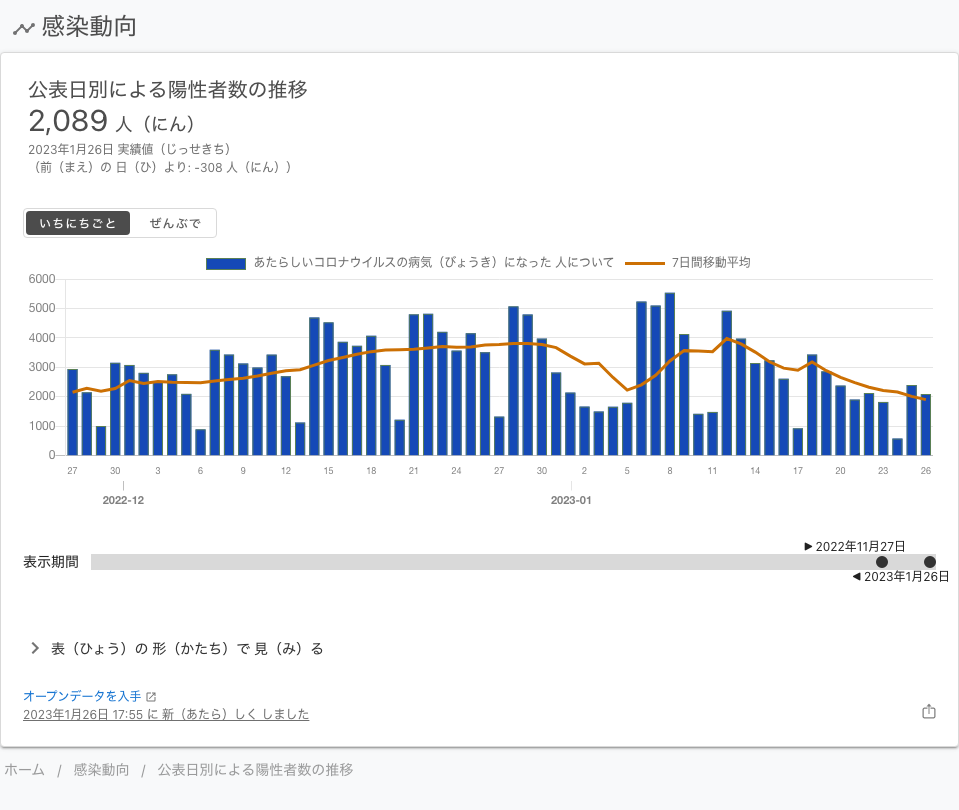 感染動向
公表日別による陽性者数の推移
2,089 人（にん）
2023年1月26日 実績値（じっせきち）
（前（まえ）の 日（ひ）より: -308 人（にん））
いちにちごと ぜんぶで
あたらしいコロナウイルスの病気（びょうき）になった 人について 7日間移動平均
6000
5000
4000
3000
2000
1000
0
27 30 3 6 9 12 15 18 21 24 27 30 2 5 8 11 14 17 20 23 26
2022-12 2023-01
2022年11月27日
表示期間
2023年1月26日
表（ひょう）の 形（かたち）で 見（み）る
オープンデータを入手
2023年1月26日 17:55 に 新（あたら）しく しました
ホーム / 感染動向 / 公表日別による陽性者数の推移